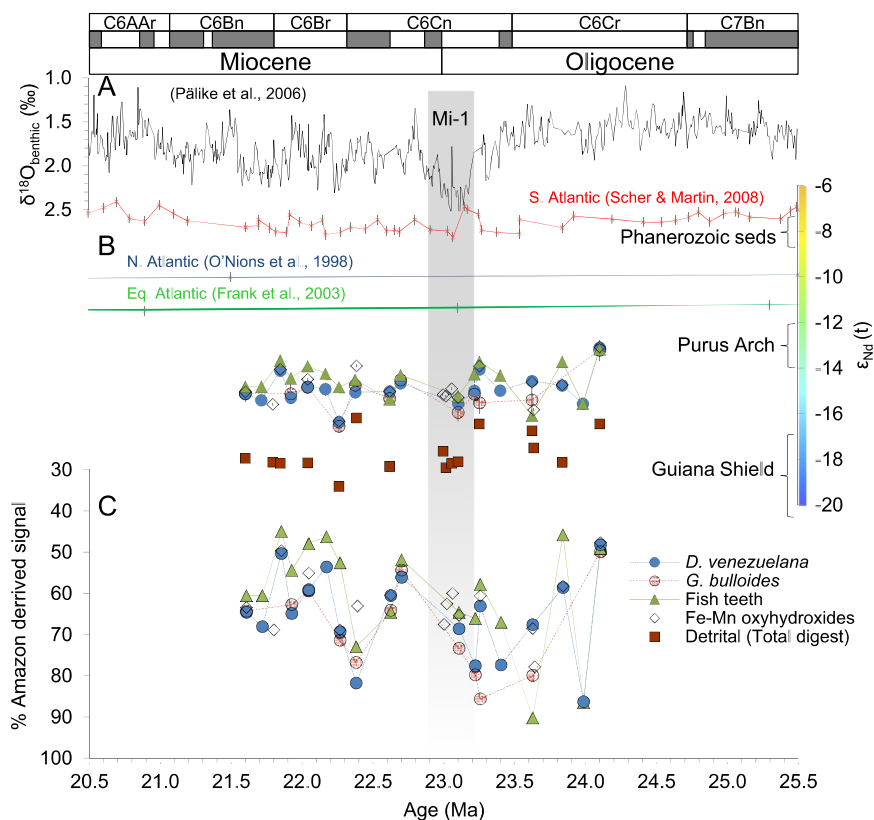 C6AAr C6Bn C6Br C6Cn C6Cr C7Bn
Miocene Oligocene
A
(Pälike et al., 2006)
δ¹⁸O benthic (‰)
1.0
1.5
2.0
2.5
Mi-1
S. Atlantic (Scher & Martin, 2008)
Phanerozoic seds
B
N. Atlantic (O'Nions et al., 1998)
Eq. Atlantic (Frank et al., 2003)
Purus Arch
Guiana Shield
-6
-8
-10
-12
-14
-16
-18
-20
εNd (t)
C
% Amazon derrived signal
30
40
50
60
70
80
90
100
D. venezuelana
G. bulloides
Fish teeth
Fe-Mn oxyhydroxides
Detrital (Total digest)
20.5 21.0 21.5 22.0 22.5 23.0 23.5 24.0 24.5 25.0 25.5
Age (Ma)